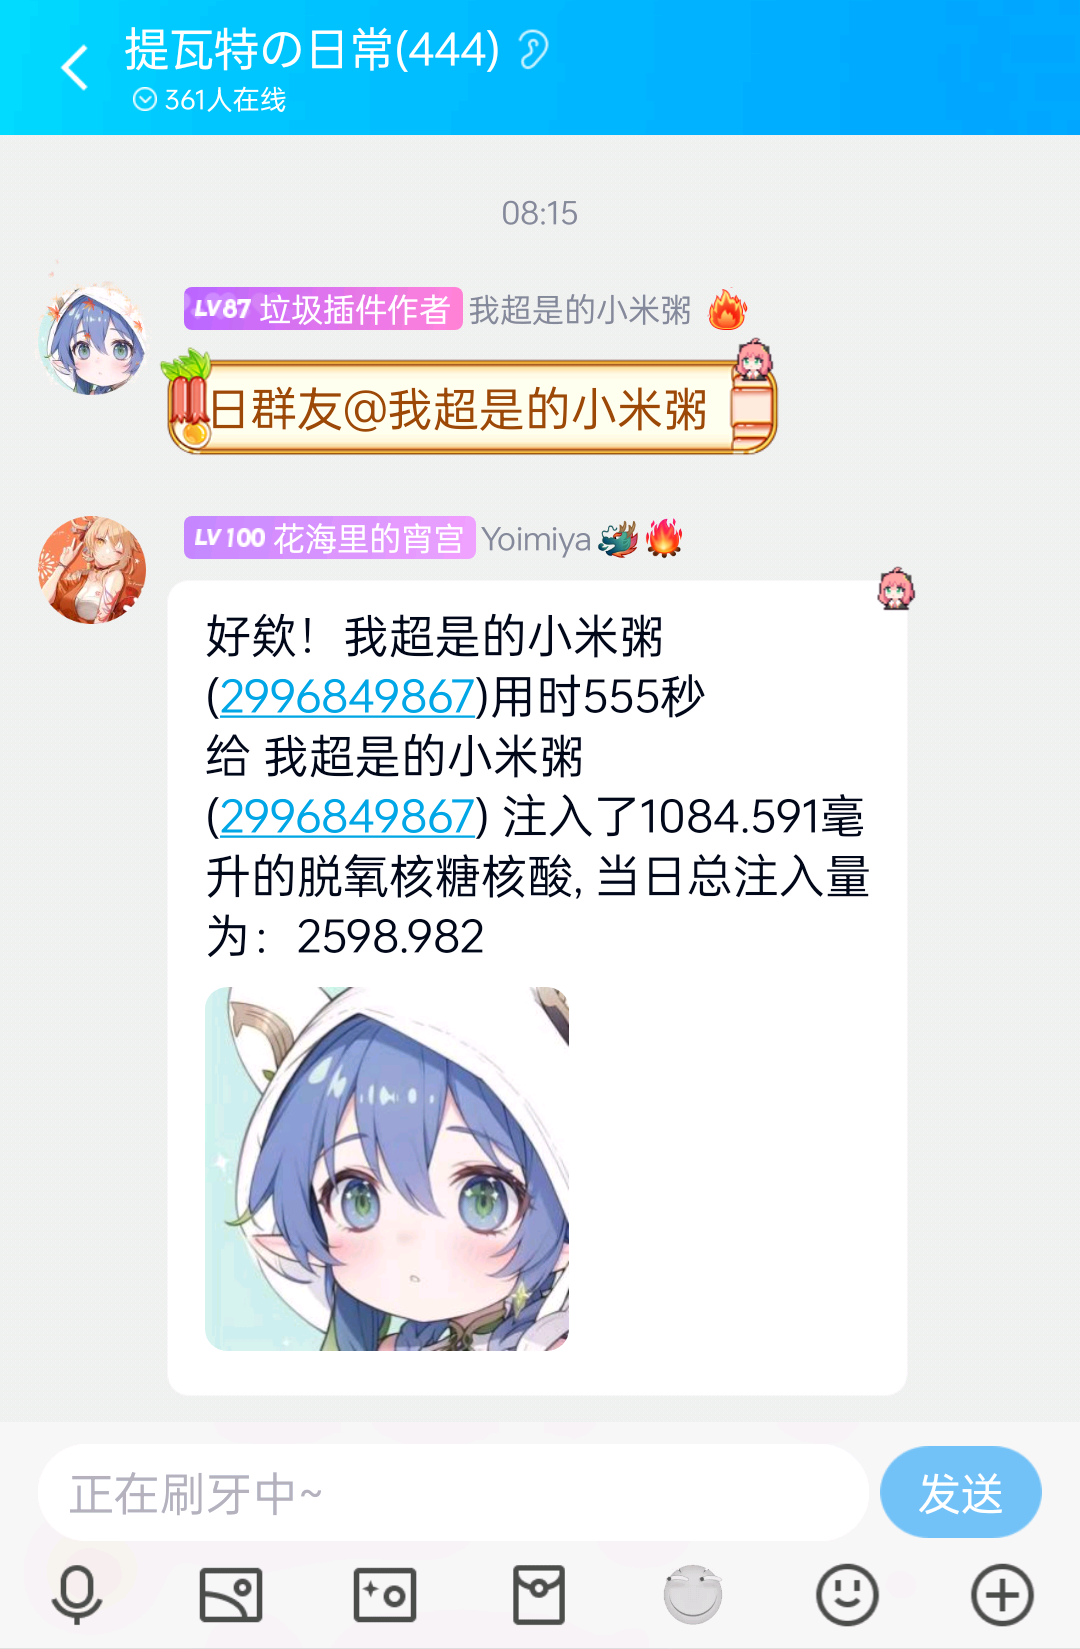 提瓦特の日常(444)
361人在线
08:15
LV87 垃圾插件作者 我超是的小米粥
日群友@我超是的小米粥
LV100 花海里的宵宫 Yoimiya
好欸！我超是的小米粥
(2996849867)用时555秒
给 我超是的小米粥
(2996849867) 注入了1084.591毫
升的脱氧核糖核酸, 当日总注入量
为：2598.982
正在刷牙中~
发送